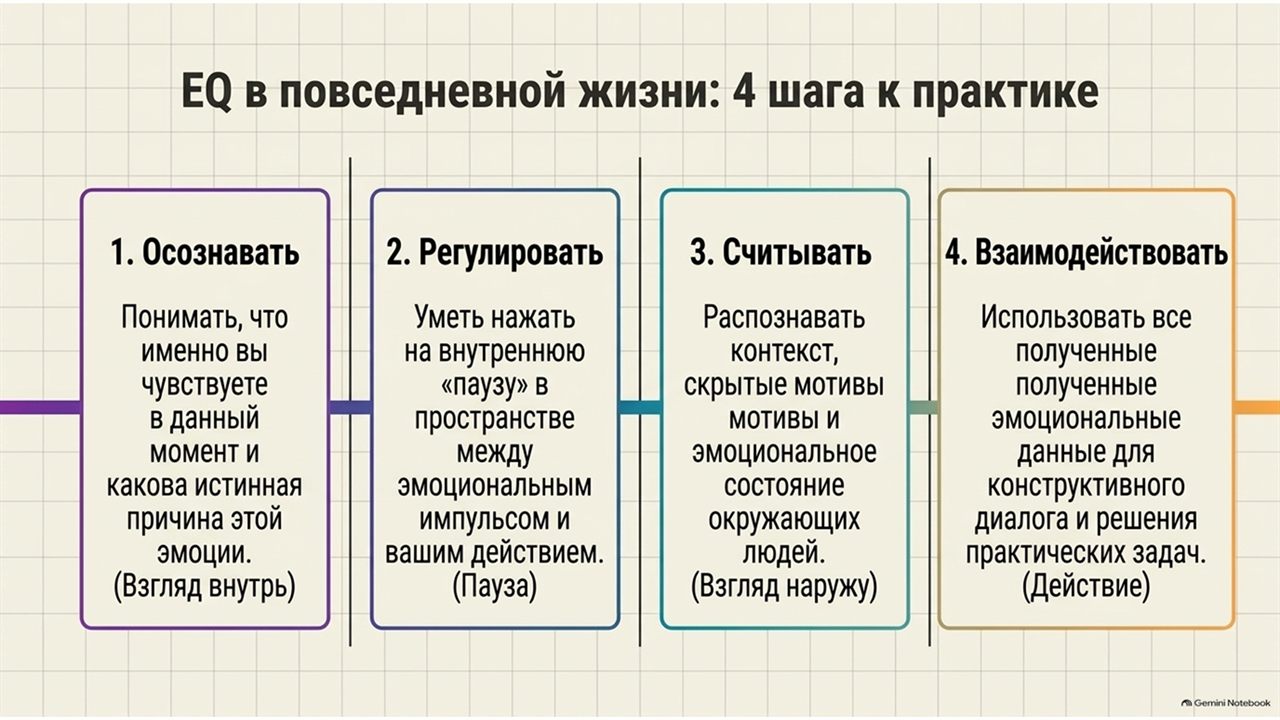 EQ в повседневной жизни: 4 шага к практике
1. Осознавать
Понимать, что
именно вы
чувствуете
в данный
момент и
какова истинная
причина этой
эмоции.
(Взгляд внутрь)
2. Регулировать
Уметь нажать
на внутреннюю
«паузу» в
пространстве
между
эмоциональным
импульсом и
вашим действием.
(Пауза)
3. Считывать
Распознавать
контекст,
скрытые мотивы
мотивы и
эмоциональное
состояние
окружающих
людей.
(Взгляд наружу)
4. Взаимодействовать
Использовать все
полученные
полученные
эмоциональные
данные для
конструктивного
диалога и решения
практических задач.
(Действие)
Gemini Notebook